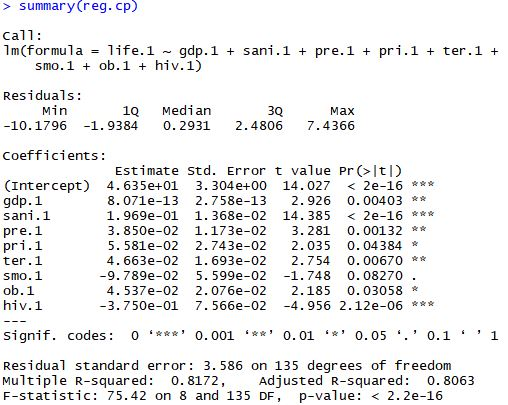 > summary(reg.cp)
Call:
lm(formula = life.1 ~ gdp.1 + sani.1 + pre.1 + pri.1 + ter.1 +
    smo.1 + ob.1 + hiv.1)
Residuals:
     Min       1Q   Median       3Q      Max
-10.1796  -1.9384   0.2931   2.4806   7.4366
Coefficients:
              Estimate Std. Error t value Pr(>|t|)
(Intercept)  4.635e+01  3.304e+00  14.027  < 2e-16 ***
gdp.1        8.071e-13  2.758e-13   2.926  0.00403 **
sani.1       1.969e-01  1.368e-02  14.385  < 2e-16 ***
pre.1        3.850e-02  1.173e-02   3.281  0.00132 **
pri.1        5.581e-02  2.743e-02   2.035  0.04384 *
ter.1        4.663e-02  1.693e-02   2.754  0.00670 **
smo.1       -9.789e-02  5.599e-02  -1.748  0.08270 .
ob.1         4.537e-02  2.076e-02   2.185  0.03058 *
hiv.1       -3.750e-01  7.566e-02  -4.956 2.12e-06 ***
---
Signif. codes:  0 ‘***’ 0.001 ‘**’ 0.01 ‘*’ 0.05 ‘.’ 0.1 ‘ ’ 1
Residual standard error: 3.586 on 135 degrees of freedom
Multiple R-squared:  0.8172,    Adjusted R-squared:  0.8063
F-statistic: 75.42 on 8 and 135 DF,  p-value: < 2.2e-16